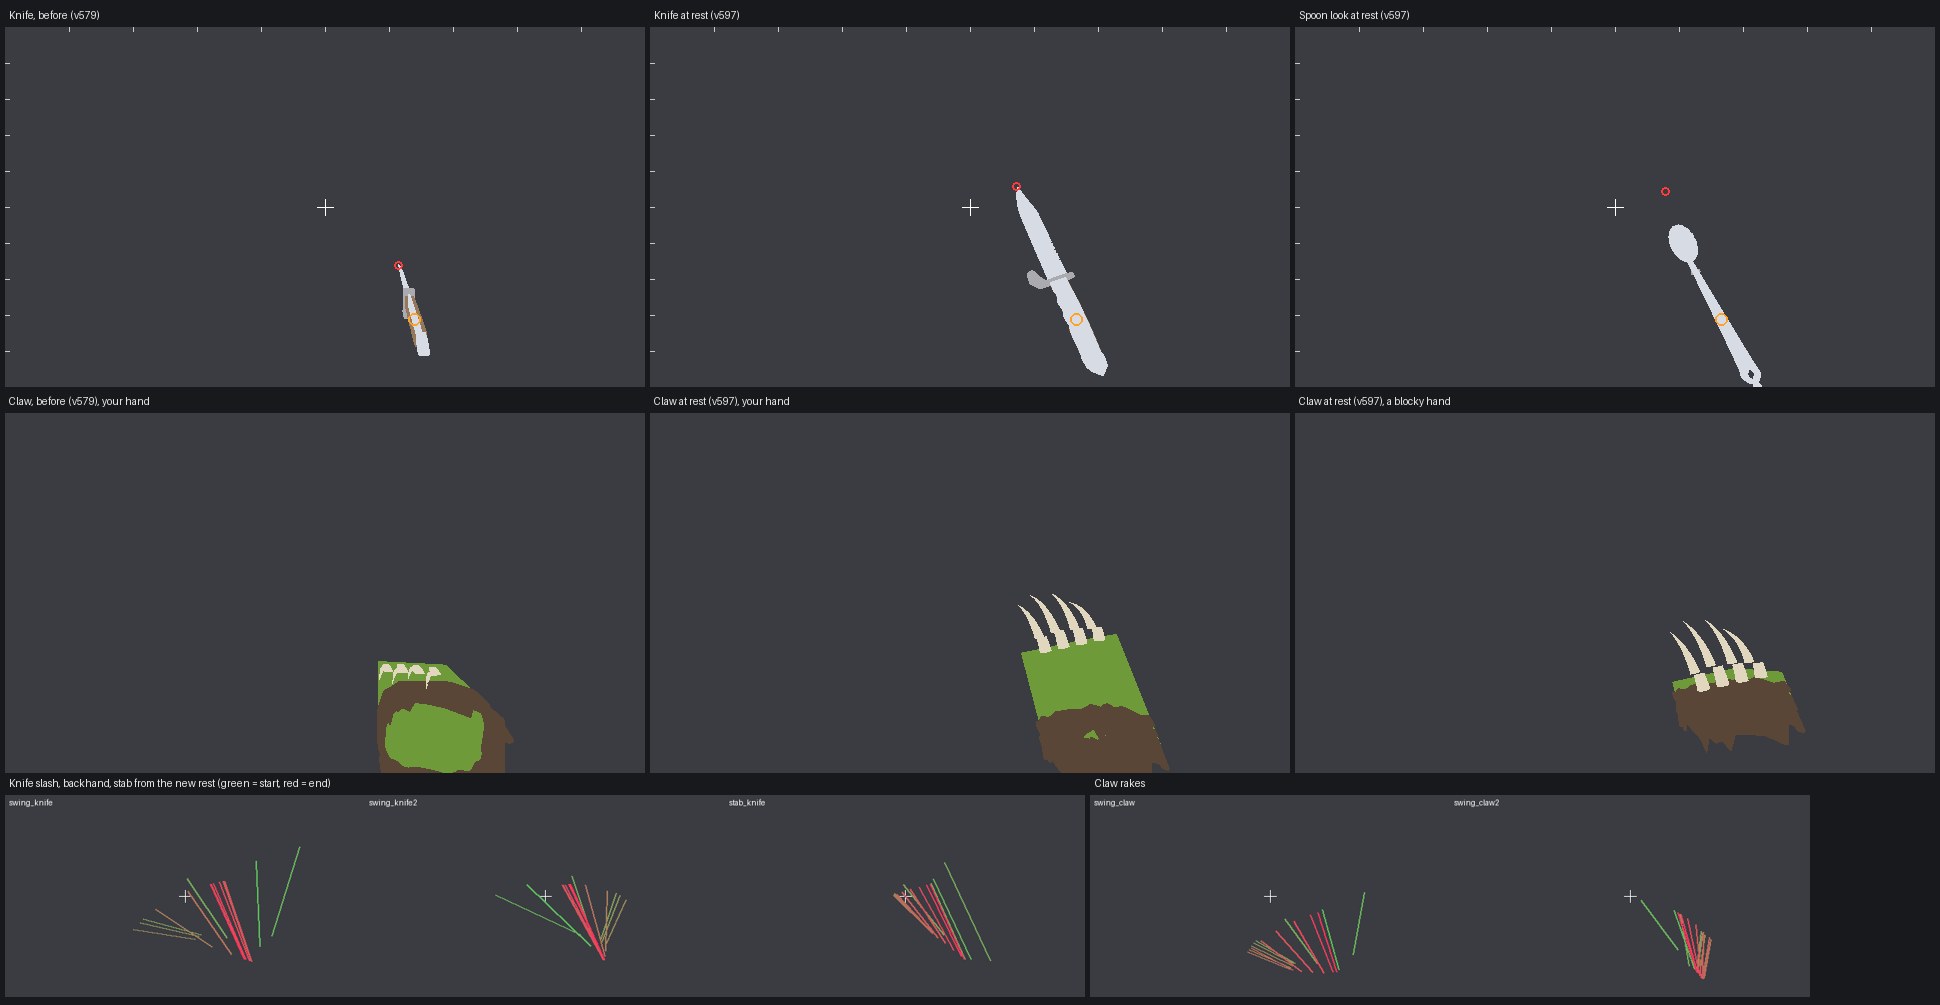 Knife, before (v579)
Knife at rest (v597)
Spoon look at rest (v597)
Claw, before (v579), your hand
Claw at rest (v597), your hand
Claw at rest (v597), a blocky hand
Knife slash, backhand, stab from the new rest (green = start, red = end)
Claw rakes
swing_knife
swing_knife2
stab_knife
swing_claw
swing_claw2